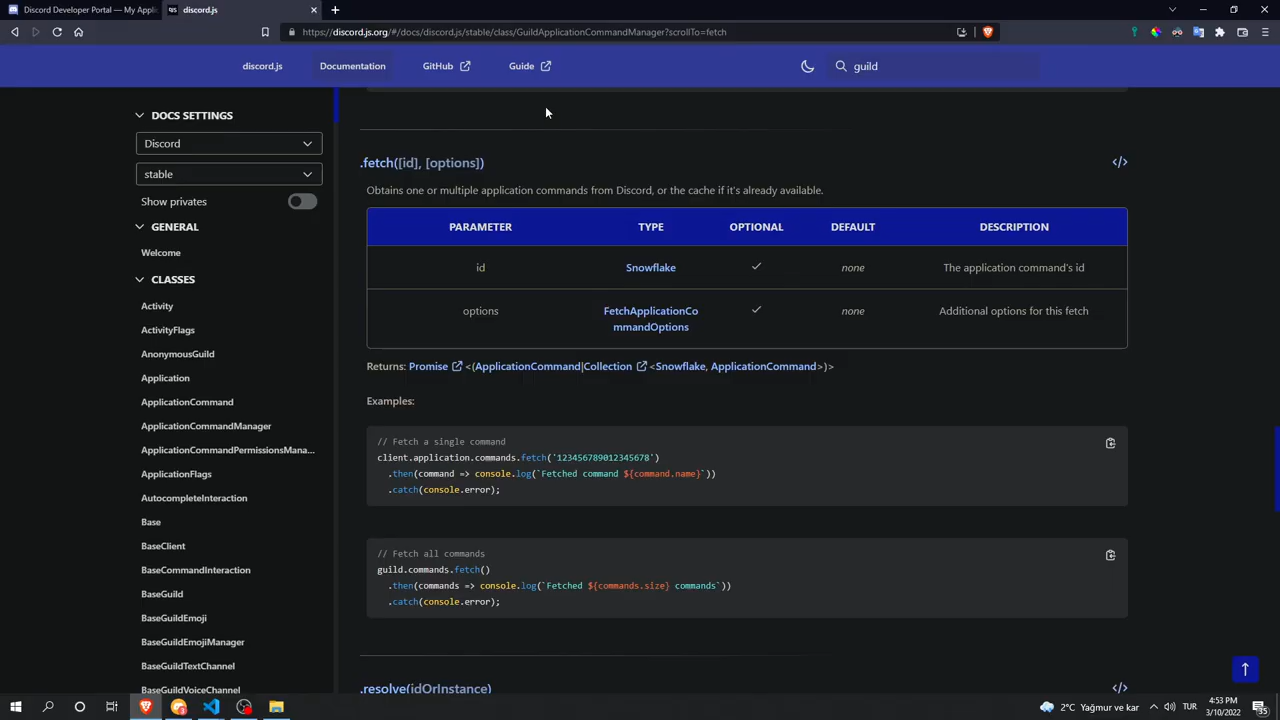 Discord Developer Portal — My Appl
discord.js
https://discord.js.org/#/docs/discord.js/stable/class/GuildApplicationCommandManager?scrollTo=fetch
discord.js
Documentation
GitHub
Guide
guild
DOCS SETTINGS
Discord
stable
Show privates
GENERAL
Welcome
CLASSES
Activity
ActivityFlags
AnonymousGuild
Application
ApplicationCommand
ApplicationCommandManager
ApplicationCommandPermissionsMana...
ApplicationFlags
AutocompleteInteraction
Base
BaseClient
BaseCommandInteraction
BaseGuild
BaseGuildEmoji
BaseGuildEmojiManager
BaseGuildTextChannel
BaseGuildVoiceChannel
.fetch([id], [options])
</>
Obtains one or multiple application commands from Discord, or the cache if it's already available.
PARAMETER TYPE OPTIONAL DEFAULT DESCRIPTION
id Snowflake none The application command's id
options FetchApplicationCo none Additional options for this fetch
mmandOptions
Returns: Promise <(ApplicationCommand|Collection <Snowflake, ApplicationCommand>)>
Examples:
// Fetch a single command
client.application.commands.fetch('123456789012345678')
.then(command => console.log(`Fetched command ${command.name}`))
.catch(console.error);
// Fetch all commands
guild.commands.fetch()
.then(commands => console.log(`Fetched ${commands.size} commands`))
.catch(console.error);
.resolve(idOrInstance)
</>
2°C Yağmur ve kar
TUR
4:53 PM
3/10/2022